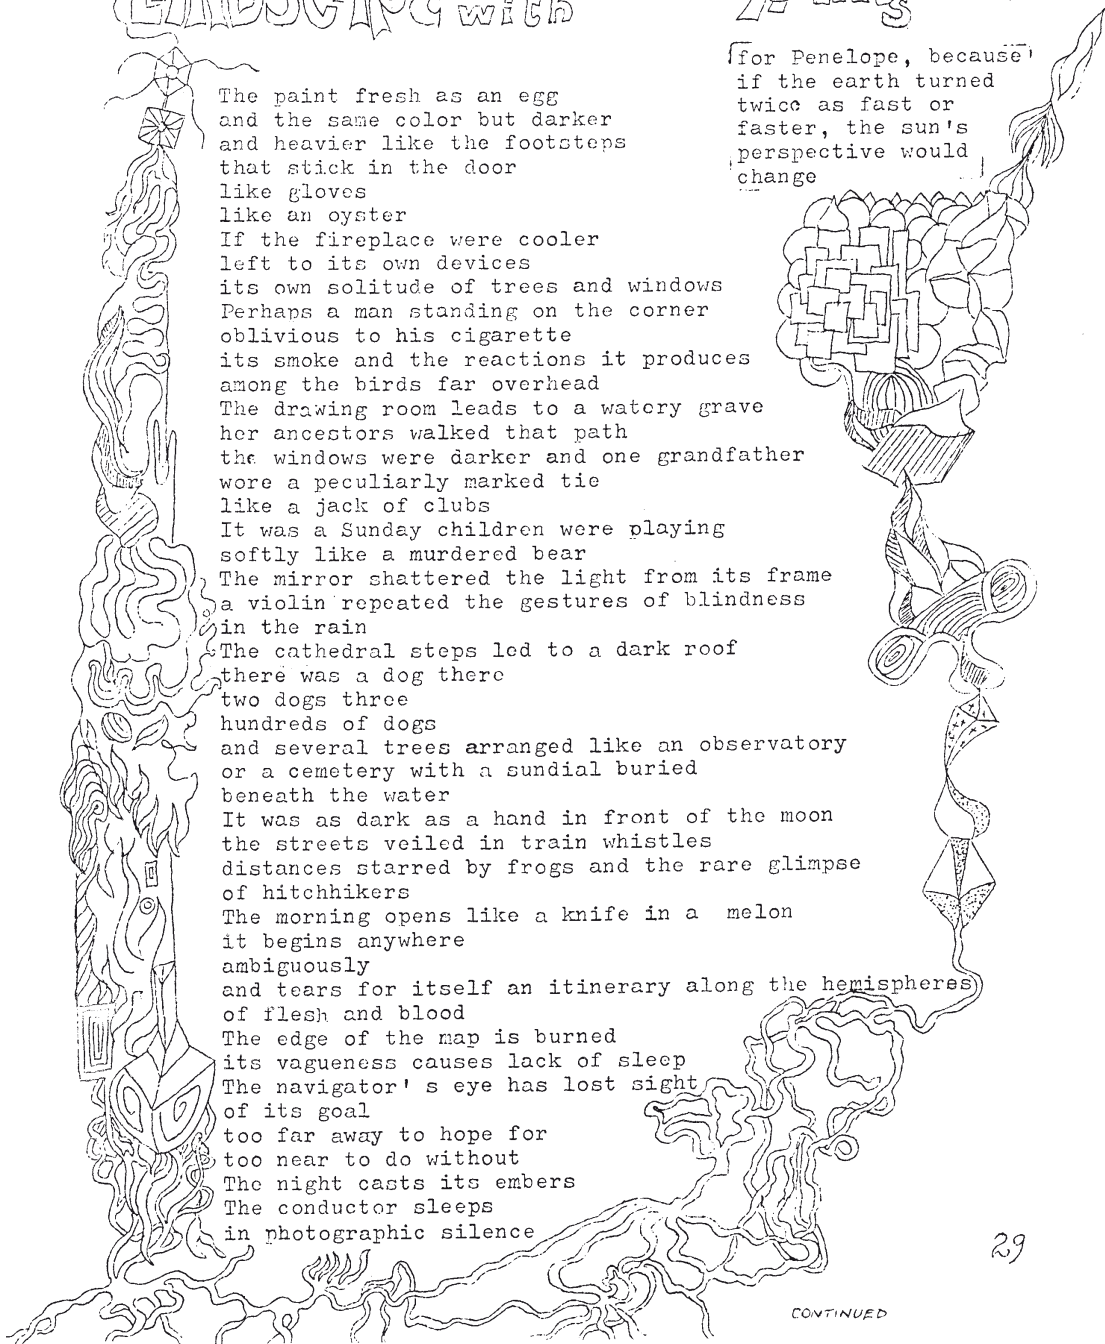 LANDSCAPE with
for Penelope, because
if the earth turned
twice as fast or
faster, the sun's
perspective would
change
The paint fresh as an egg
and the same color but darker
and heavier like the footsteps
that stick in the door
like gloves
like an oyster
If the fireplace were cooler
left to its own devices
its own solitude of trees and windows
Perhaps a man standing on the corner
oblivious to his cigarette
its smoke and the reactions it produces
among the birds far overhead
The drawing room leads to a watery grave
her ancestors walked that path
the windows were darker and one grandfather
wore a peculiarly marked tie
like a jack of clubs
It was a Sunday children were playing
softly like a murdered bear
The mirror shattered the light from its frame
a violin repeated the gestures of blindness
in the rain
The cathedral steps led to a dark roof
there was a dog there
two dogs three
hundreds of dogs
and several trees arranged like an observatory
or a cemetery with a sundial buried
beneath the water
It was as dark as a hand in front of the moon
the streets veiled in train whistles
distances starred by frogs and the rare glimpse
of hitchhikers
The morning opens like a knife in a melon
it begins anywhere
ambiguously
and tears for itself an itinerary along the hemispheres
of flesh and blood
The edge of the map is burned
its vagueness causes lack of sleep
The navigator' s eye has lost sight
of its goal
too far away to hope for
too near to do without
The night casts its embers
The conductor sleeps
in photographic silence
29
CONTINUED